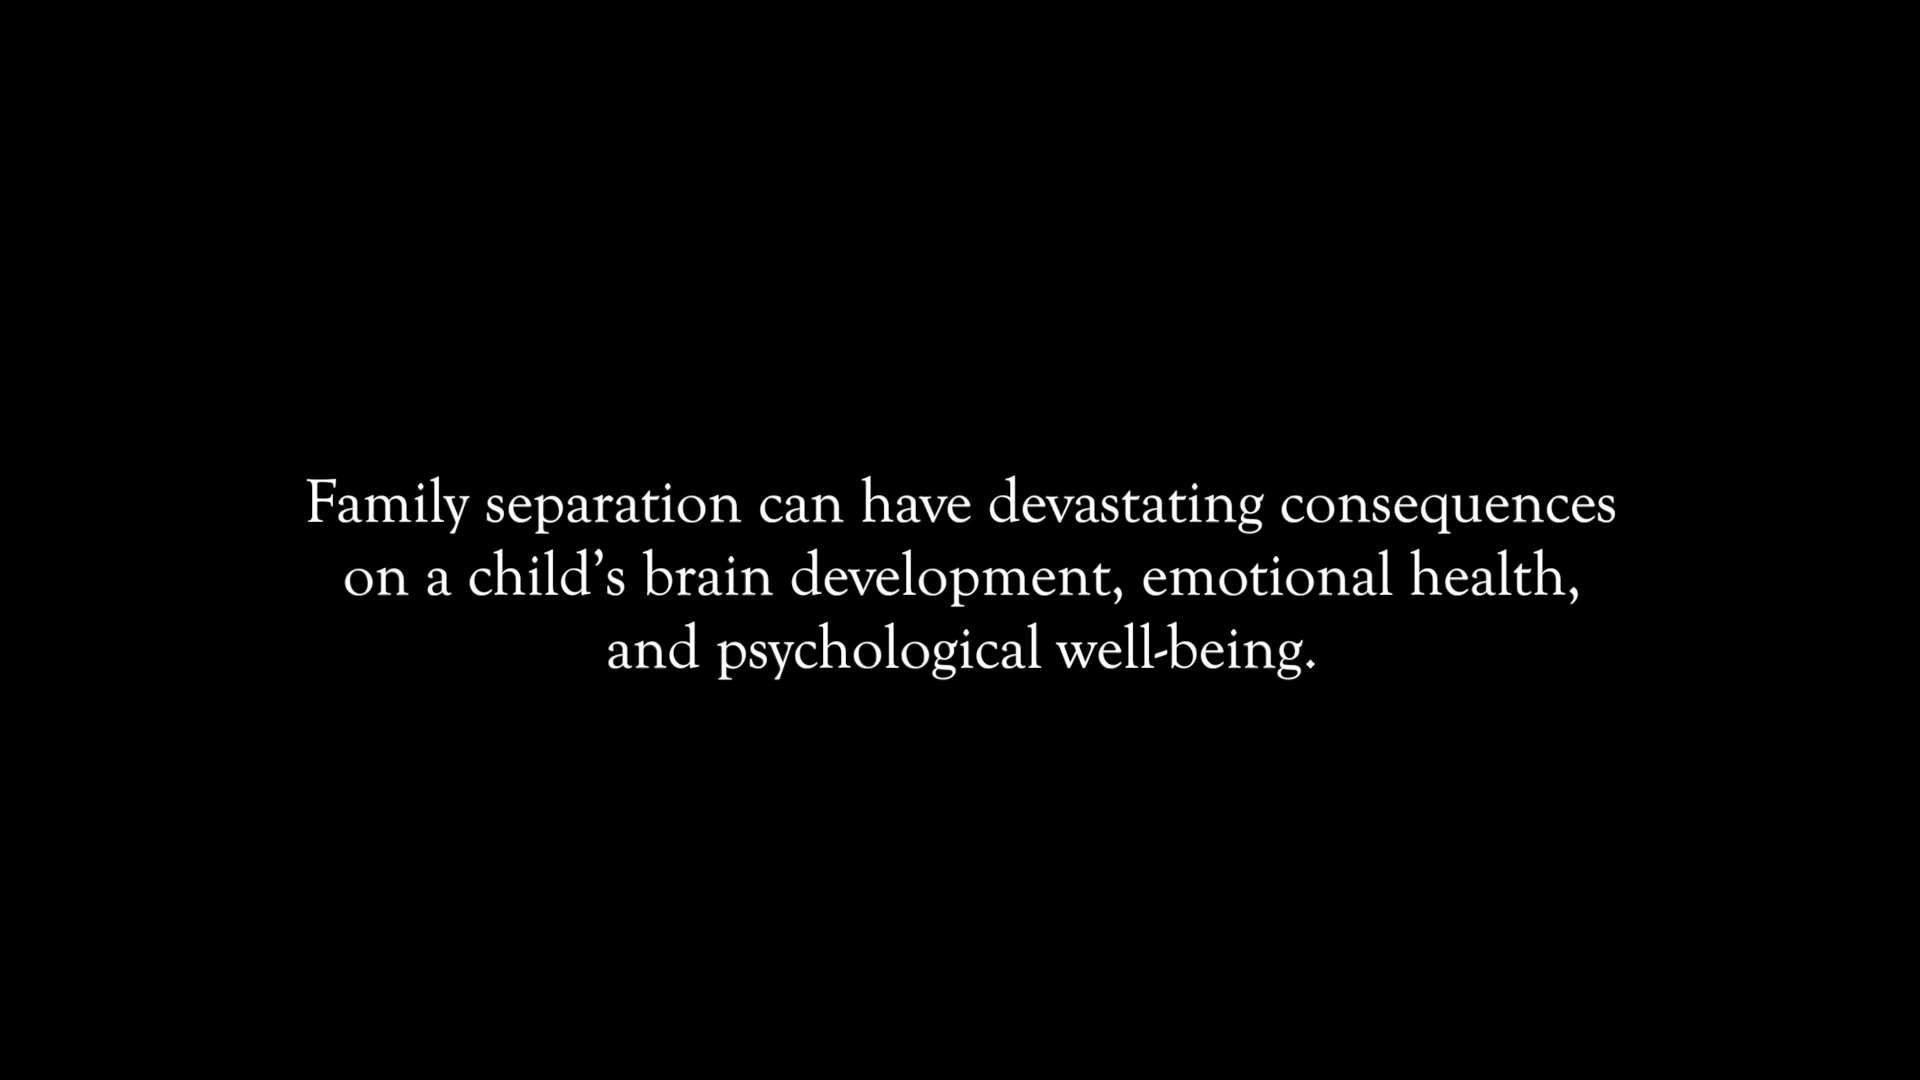 Family separation can have devastating consequences
on a child’s brain development, emotional health,
and psychological well-being.